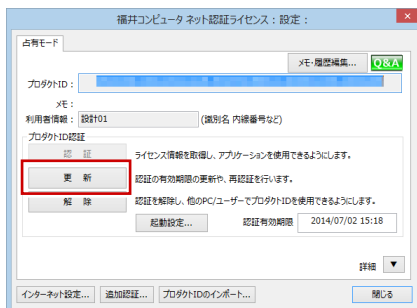 福井コンピュータ ネット認証ライセンス：設定：
×
占有モード
メモ・履歴編集... Q&A
プロダクトID：
メモ：
利用者情報： 設計01 (識別名 内線番号など)
プロダクトID認証
認　証 ライセンス情報を取得し、アプリケーションを使用できるようにします。
更　新 認証の有効期限の更新や、再認証を行います。
解　除 認証を解除し、他のPC/ユーザーでプロダクトIDを使用できるようにします。
起動設定... 認証有効期限 2014/07/02 15:18
詳細 ▼
インターネット設定... 追加認証... プロダクトIDのインポート... 閉じる